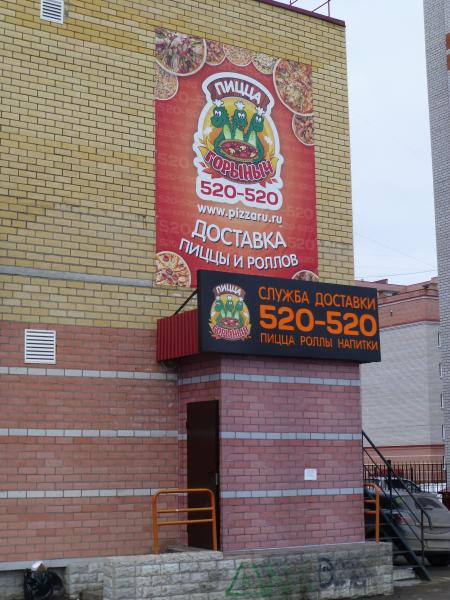 ПИЦЦА
ГОРЫНЫЧ
520-520
www.pizzaru.ru
ДОСТАВКА
ПИЦЦЫ И РОЛЛОВ
ПИЦЦА
ГОРЫНЫЧ
СЛУЖБА ДОСТАВКИ
520-520
ПИЦЦА РОЛЛЫ НАПИТКИ